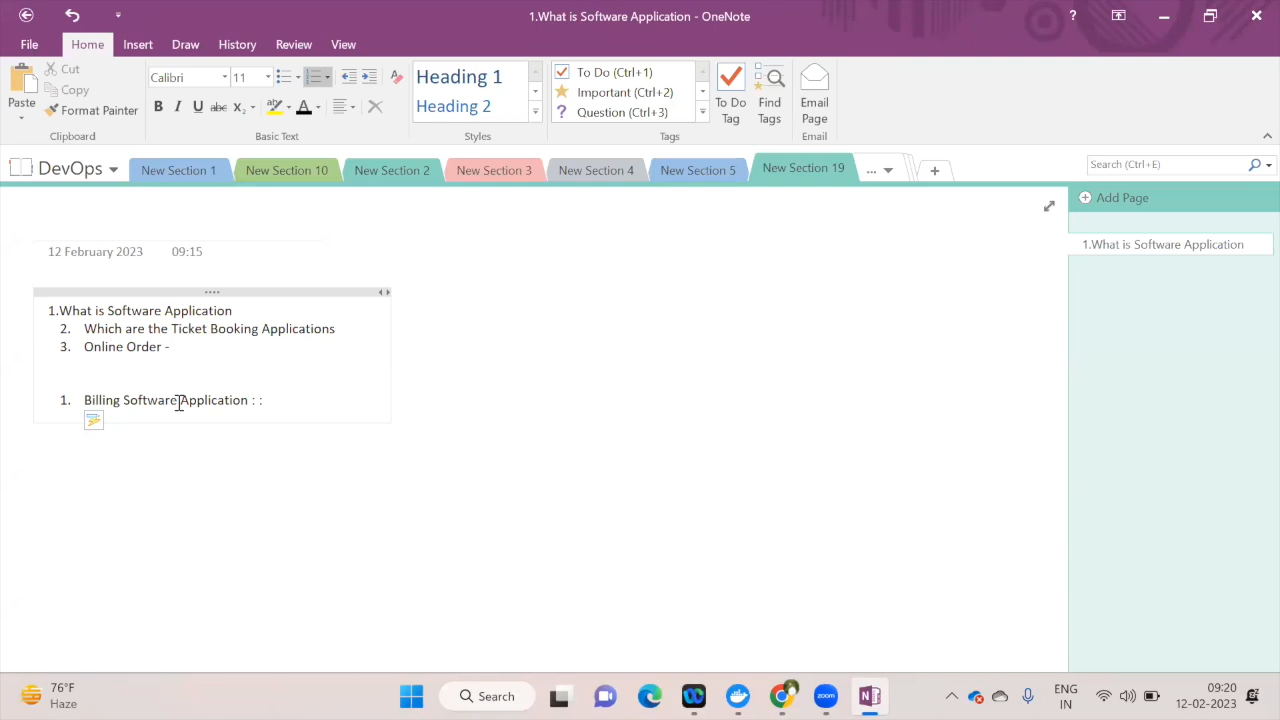 1.What is Software Application - OneNote
?
File Home Insert Draw History Review View
Paste
Cut
Copy
Format Painter
Clipboard
Calibri 11
B I U abc X₂ A
Basic Text
Heading 1
Heading 2
Styles
To Do (Ctrl+1)
Important (Ctrl+2)
? Question (Ctrl+3)
Tags
To Do Tag
Find Tags
Email Page
Email
DevOps New Section 1 New Section 10 New Section 2 New Section 3 New Section 4 New Section 5 New Section 19 ... +
Search (Ctrl+E)
Add Page
1.What is Software Application
12 February 2023 09:15
1.What is Software Application
2. Which are the Ticket Booking Applications
3. Online Order -
1. Billing Software Application : :
76°F
Haze
Search
zoom
N
ENG
IN
09:20
12-02-2023